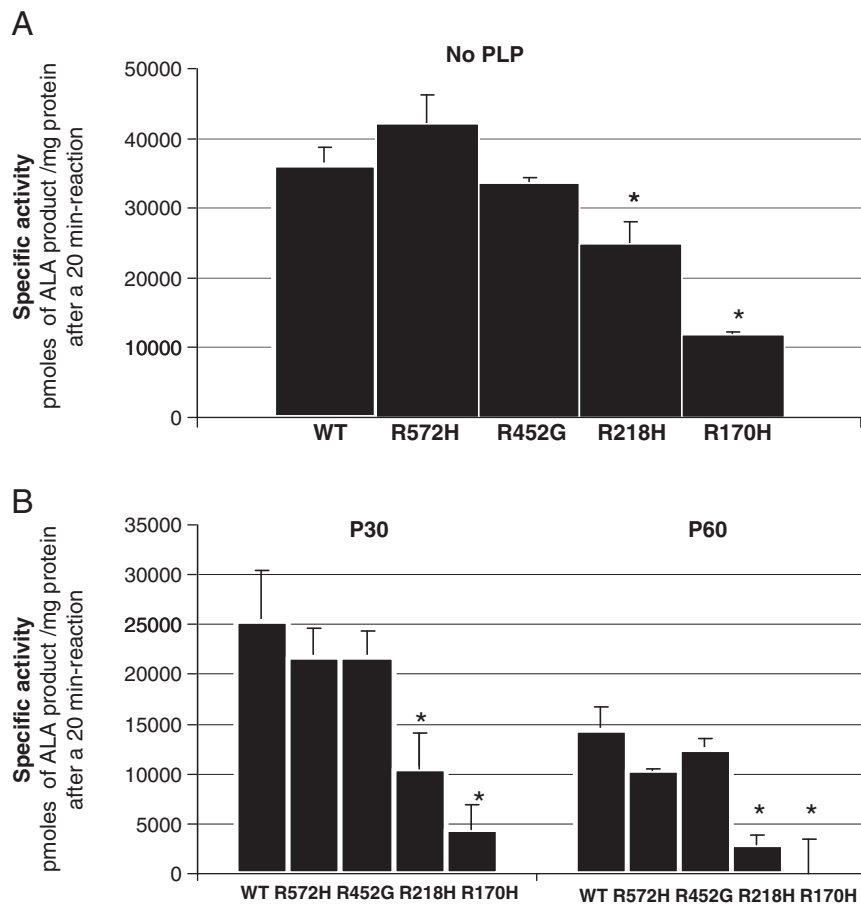 A
No PLP
Specific activity
pmoles of ALA product /mg protein
after a 20 min-reaction
50000
40000
30000
20000
10000
0
*
*
WT R572H R452G R218H R170H
B
P30 P60
Specific activity
pmoles of ALA product /mg protein
after a 20 min-reaction
35000
30000
25000
20000
15000
10000
5000
0
*
*
*
*
WT R572H R452G R218H R170H WT R572H R452G R218H R170H